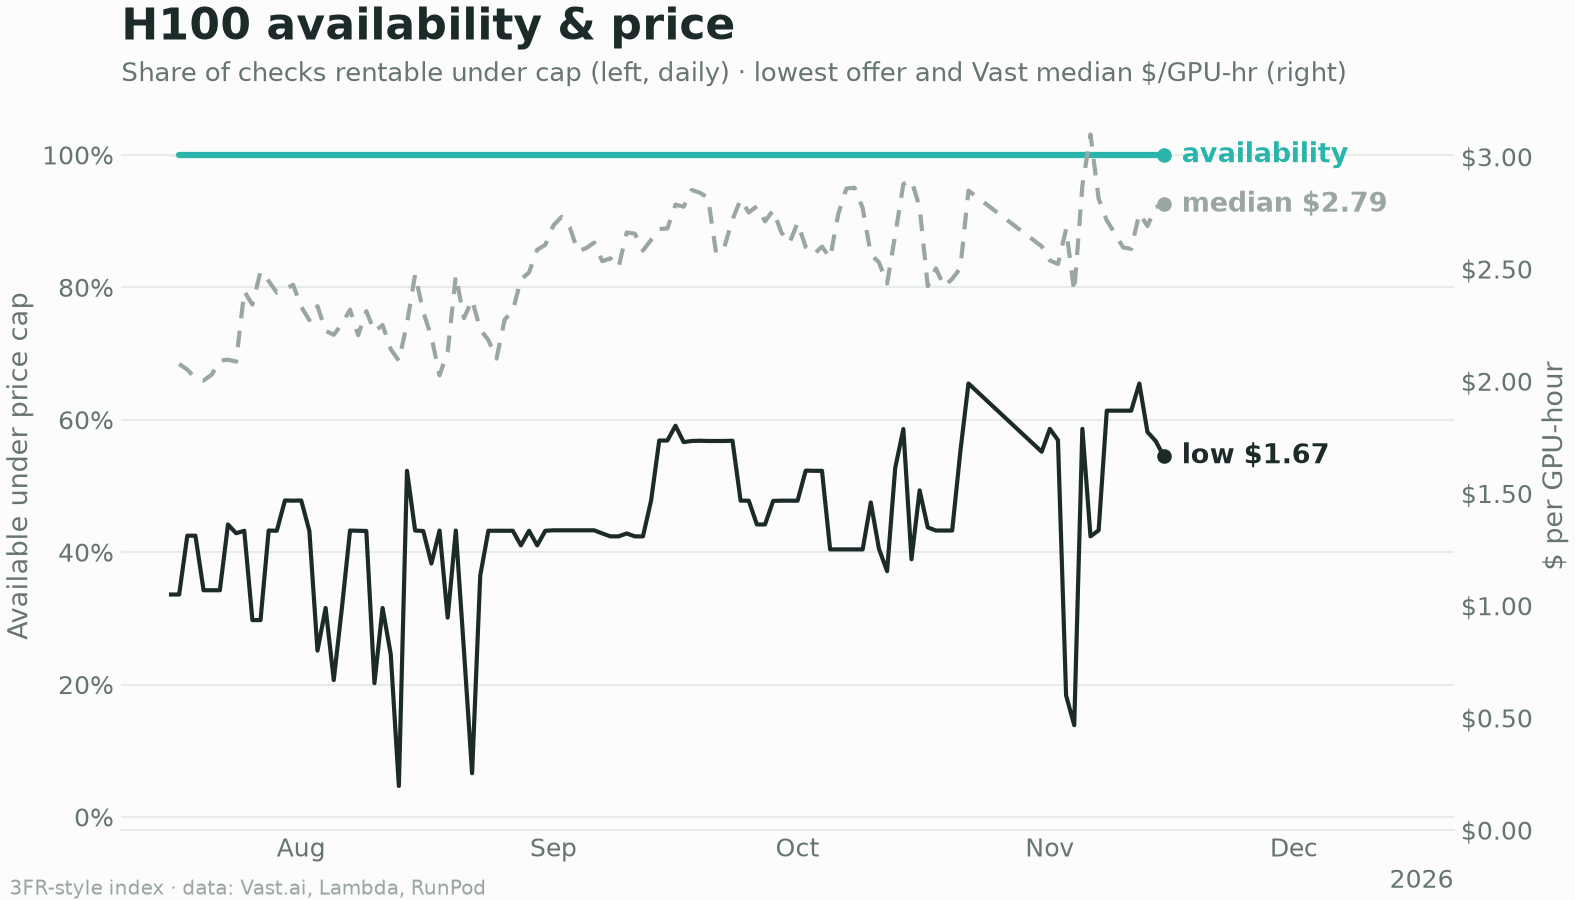 H100 availability & price
Share of checks rentable under cap (left, daily) · lowest offer and Vast median $/GPU-hr (right)
100%
80%
60%
40%
20%
0%
Available under price cap
$3.00
$2.50
$2.00
$1.50
$1.00
$0.50
$0.00
$ per GPU-hour
availability
median $2.79
low $1.67
Aug
Sep
Oct
Nov
Dec
2026
3FR-style index · data: Vast.ai, Lambda, RunPod